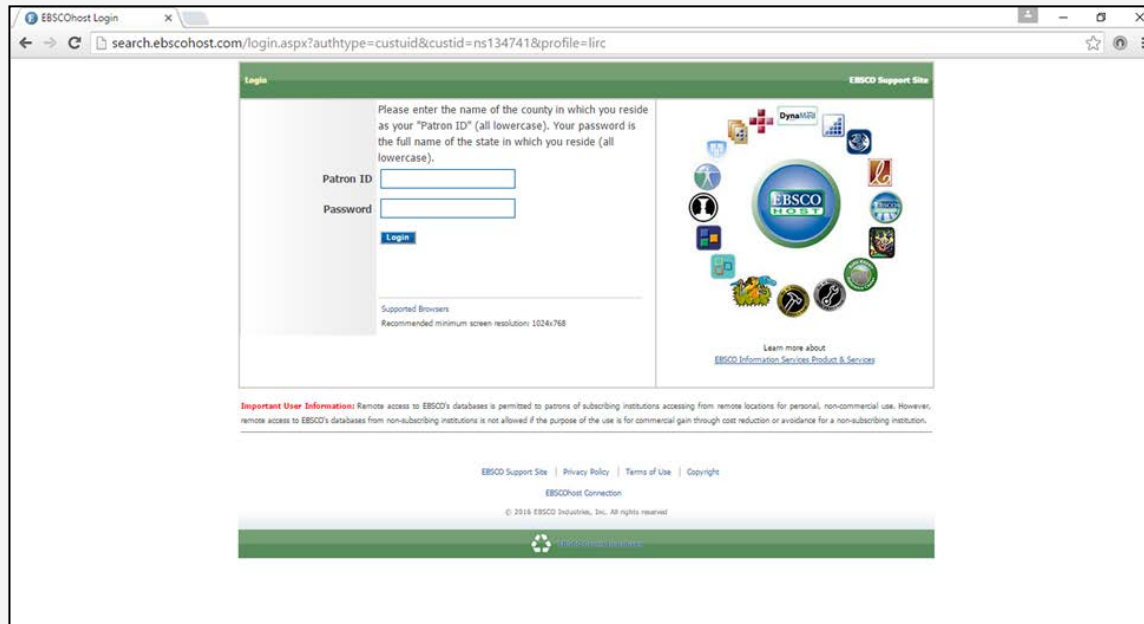 EBSCOhost Login
search.ebscohost.com/login.aspx?authtype=custuid&custid=ns134741&profile=lirc
Login
EBSCO Support Site
Please enter the name of the county in which you reside
as your "Patron ID" (all lowercase). Your password is
the full name of the state in which you reside (all
lowercase).
Patron ID
Password
Login
Supported Browsers
Recommended minimum screen resolution: 1024x768
DynaMed
EBSCO
HOST
Learn more about
EBSCO Information Services Product & Services
Important User Information: Remote access to EBSCO's databases is permitted to patrons of subscribing institutions accessing from remote locations for personal, non-commercial use. However,
remote access to EBSCO's databases from non-subscribing institutions is not allowed if the purpose of the use is for commercial gain through cost reduction or avoidance for a non-subscribing institution.
EBSCO Support Site | Privacy Policy | Terms of Use | Copyright
EBSCOhost Connection
© 2016 EBSCO Industries, Inc. All rights reserved